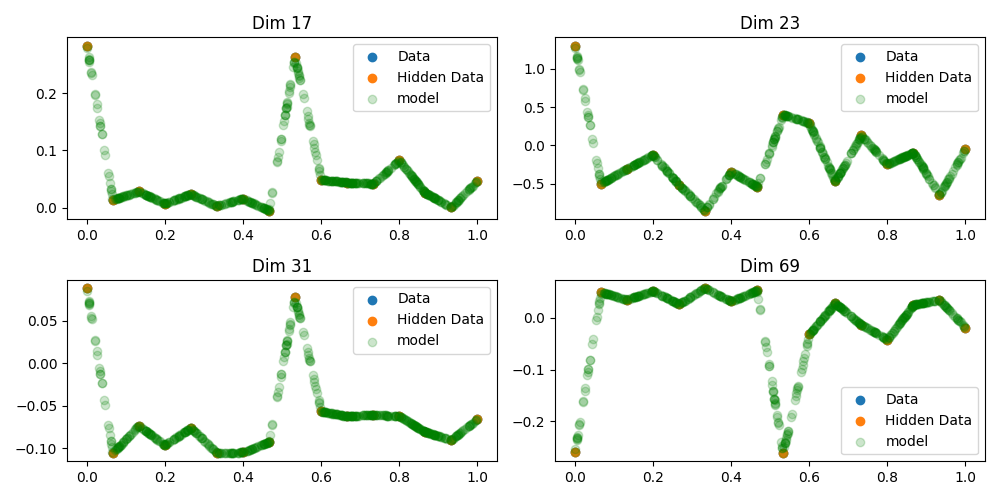 Dim 17
Data
Hidden Data
model
0.2
0.1
0.0
0.0 0.2 0.4 0.6 0.8 1.0
Dim 23
Data
Hidden Data
model
1.0
0.5
0.0
−0.5
0.0 0.2 0.4 0.6 0.8 1.0
Dim 31
Data
Hidden Data
model
0.05
0.00
−0.05
−0.10
0.0 0.2 0.4 0.6 0.8 1.0
Dim 69
0.0
−0.1
−0.2
Data
Hidden Data
model
0.0 0.2 0.4 0.6 0.8 1.0